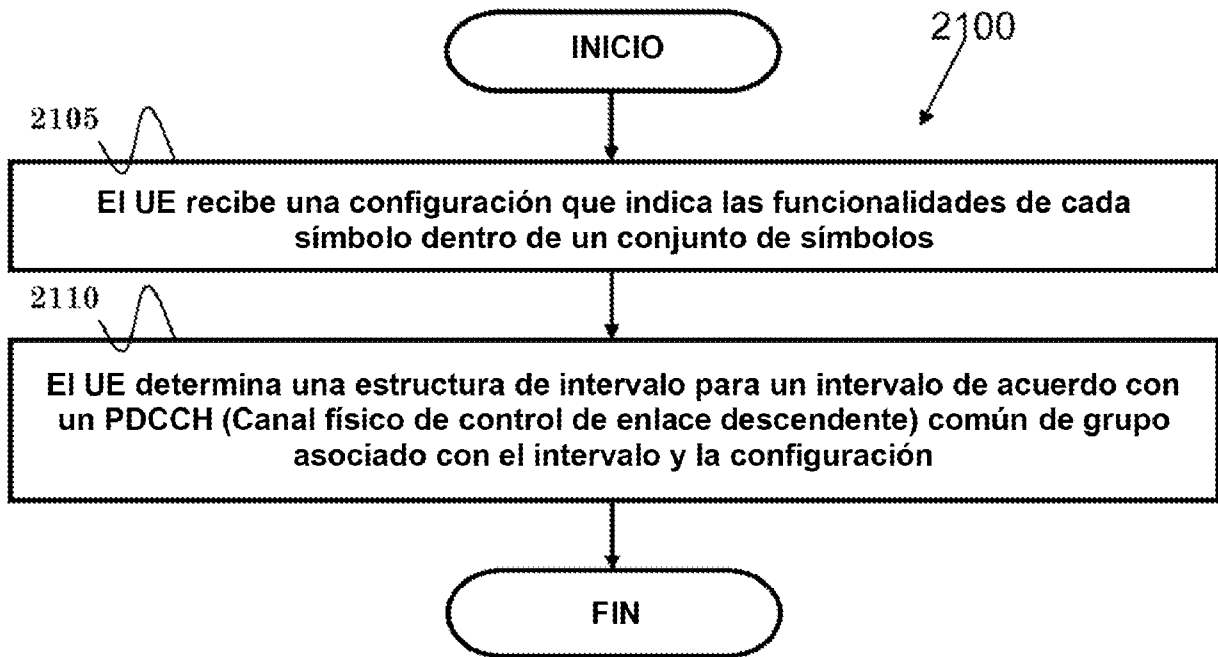 INICIO
2100
2105
El UE recibe una configuración que indica las funcionalidades de cada
símbolo dentro de un conjunto de símbolos
2110
El UE determina una estructura de intervalo para un intervalo de acuerdo con
un PDCCH (Canal físico de control de enlace descendente) común de grupo
asociado con el intervalo y la configuración
FIN